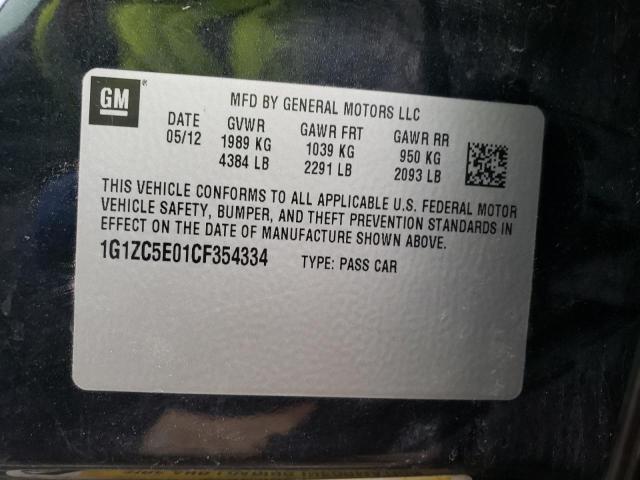 GM ®
MFD BY GENERAL MOTORS LLC
DATE GVWR GAWR FRT GAWR RR
05/12 1989 KG 1039 KG 950 KG
4384 LB 2291 LB 2093 LB
THIS VEHICLE CONFORMS TO ALL APPLICABLE U.S. FEDERAL MOTOR
VEHICLE SAFETY, BUMPER, AND THEFT PREVENTION STANDARDS IN
EFFECT ON THE DATE OF MANUFACTURE SHOWN ABOVE.
1G1ZC5E01CF354334 TYPE: PASS CAR